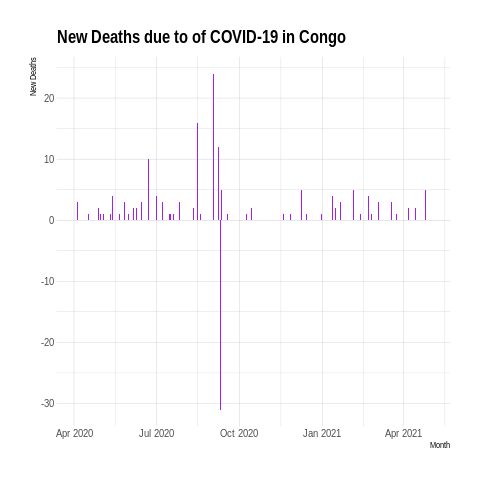 New Deaths due to of COVID-19 in Congo
New Deaths
20
10
0
-10
-20
-30
Apr 2020 Jul 2020 Oct 2020 Jan 2021 Apr 2021
Month